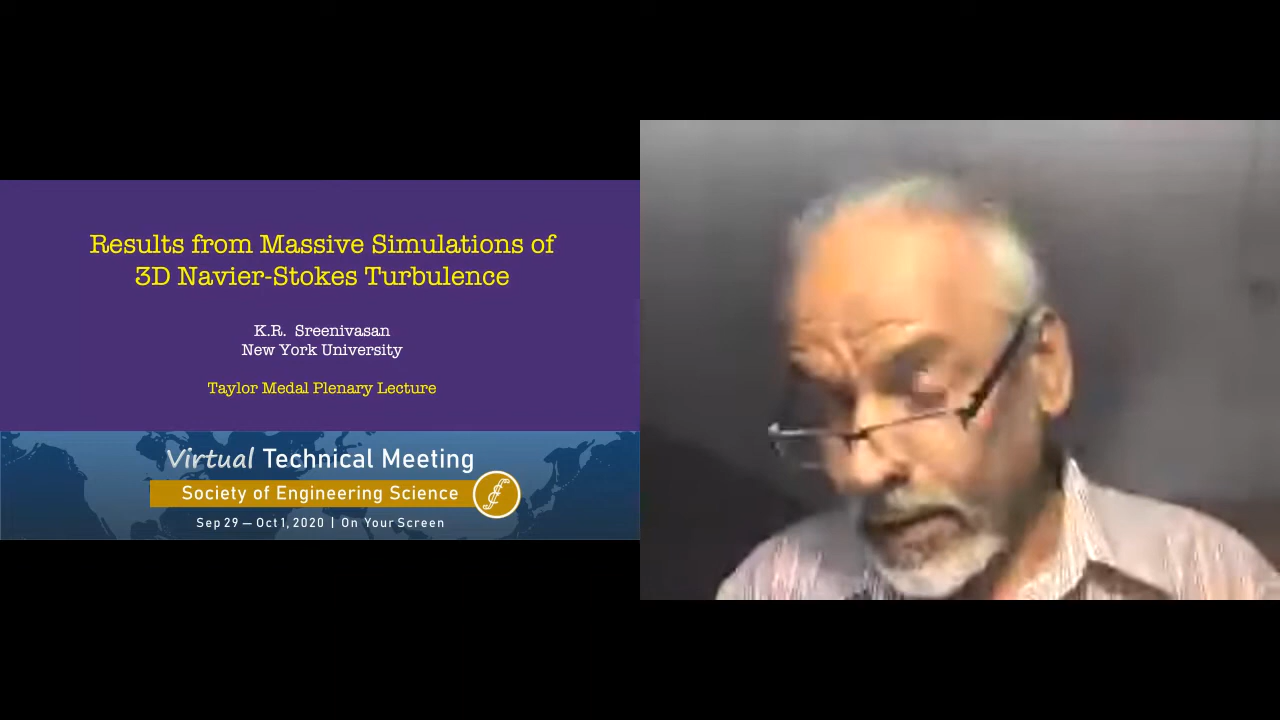 Results from Massive Simulations of
3D Navier-Stokes Turbulence
K.R. Sreenivasan
New York University
Taylor Medal Plenary Lecture
Virtual Technical Meeting
Society of Engineering Science
Sep 29 — Oct 1, 2020 | On Your Screen